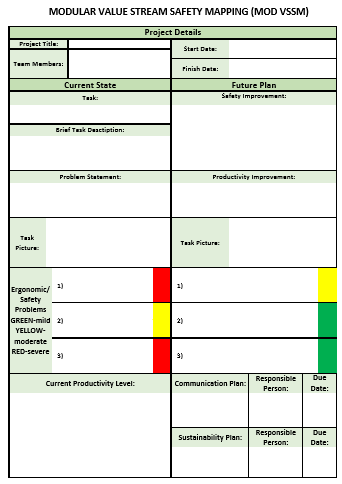 MODULAR VALUE STREAM SAFETY MAPPING (MOD VSSM)
Project Details
Project Title:
Start Date:
Team Members:
Finish Date:
Current State
Future Plan
Task:
Safety Improvement:
Brief Task Desctiption:
Problem Statement:
Productivity Improvement:
Task
Picture:
Task Picture:
Ergonomic/
Safety
Problems
GREEN-mild
YELLOW-
moderate
RED-severe
1)
1)
2)
2)
3)
3)
Current Productivity Level:
Communication Plan:
Responsible
Person:
Due
Date:
Sustainability Plan:
Responsible
Person:
Due
Date: